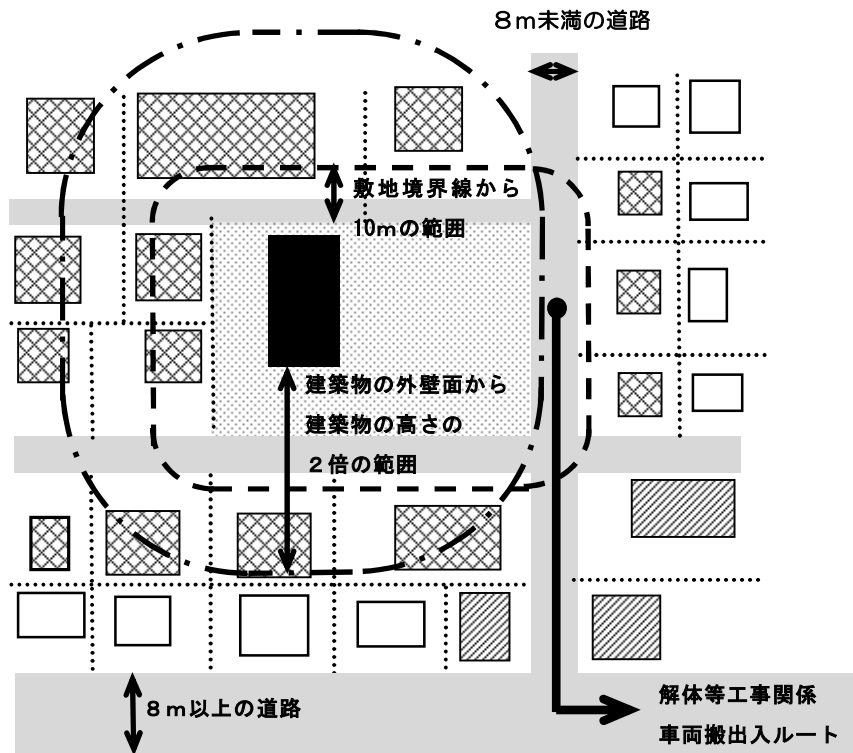 ８ｍ未満の道路
敷地境界線から
10ｍの範囲
建築物の外壁面から
建築物の高さの
２倍の範囲
８ｍ以上の道路
解体等工事関係
車両搬出入ルート